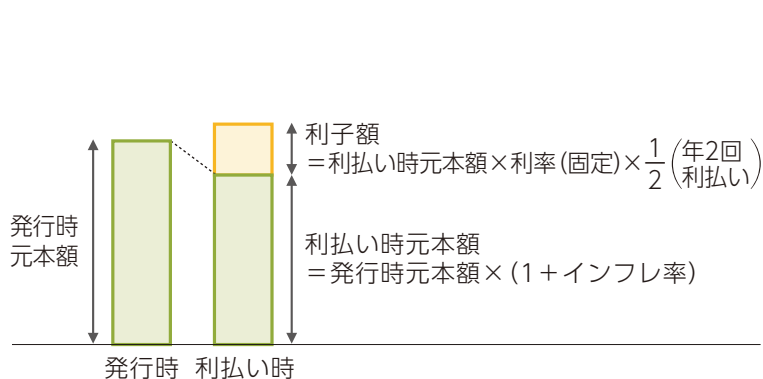 発行時
元本額
利子額
＝利払い時元本額×利率（固定）×1/2（年2回利払い）
利払い時元本額
＝発行時元本額×（1＋インフレ率）
発行時
利払い時